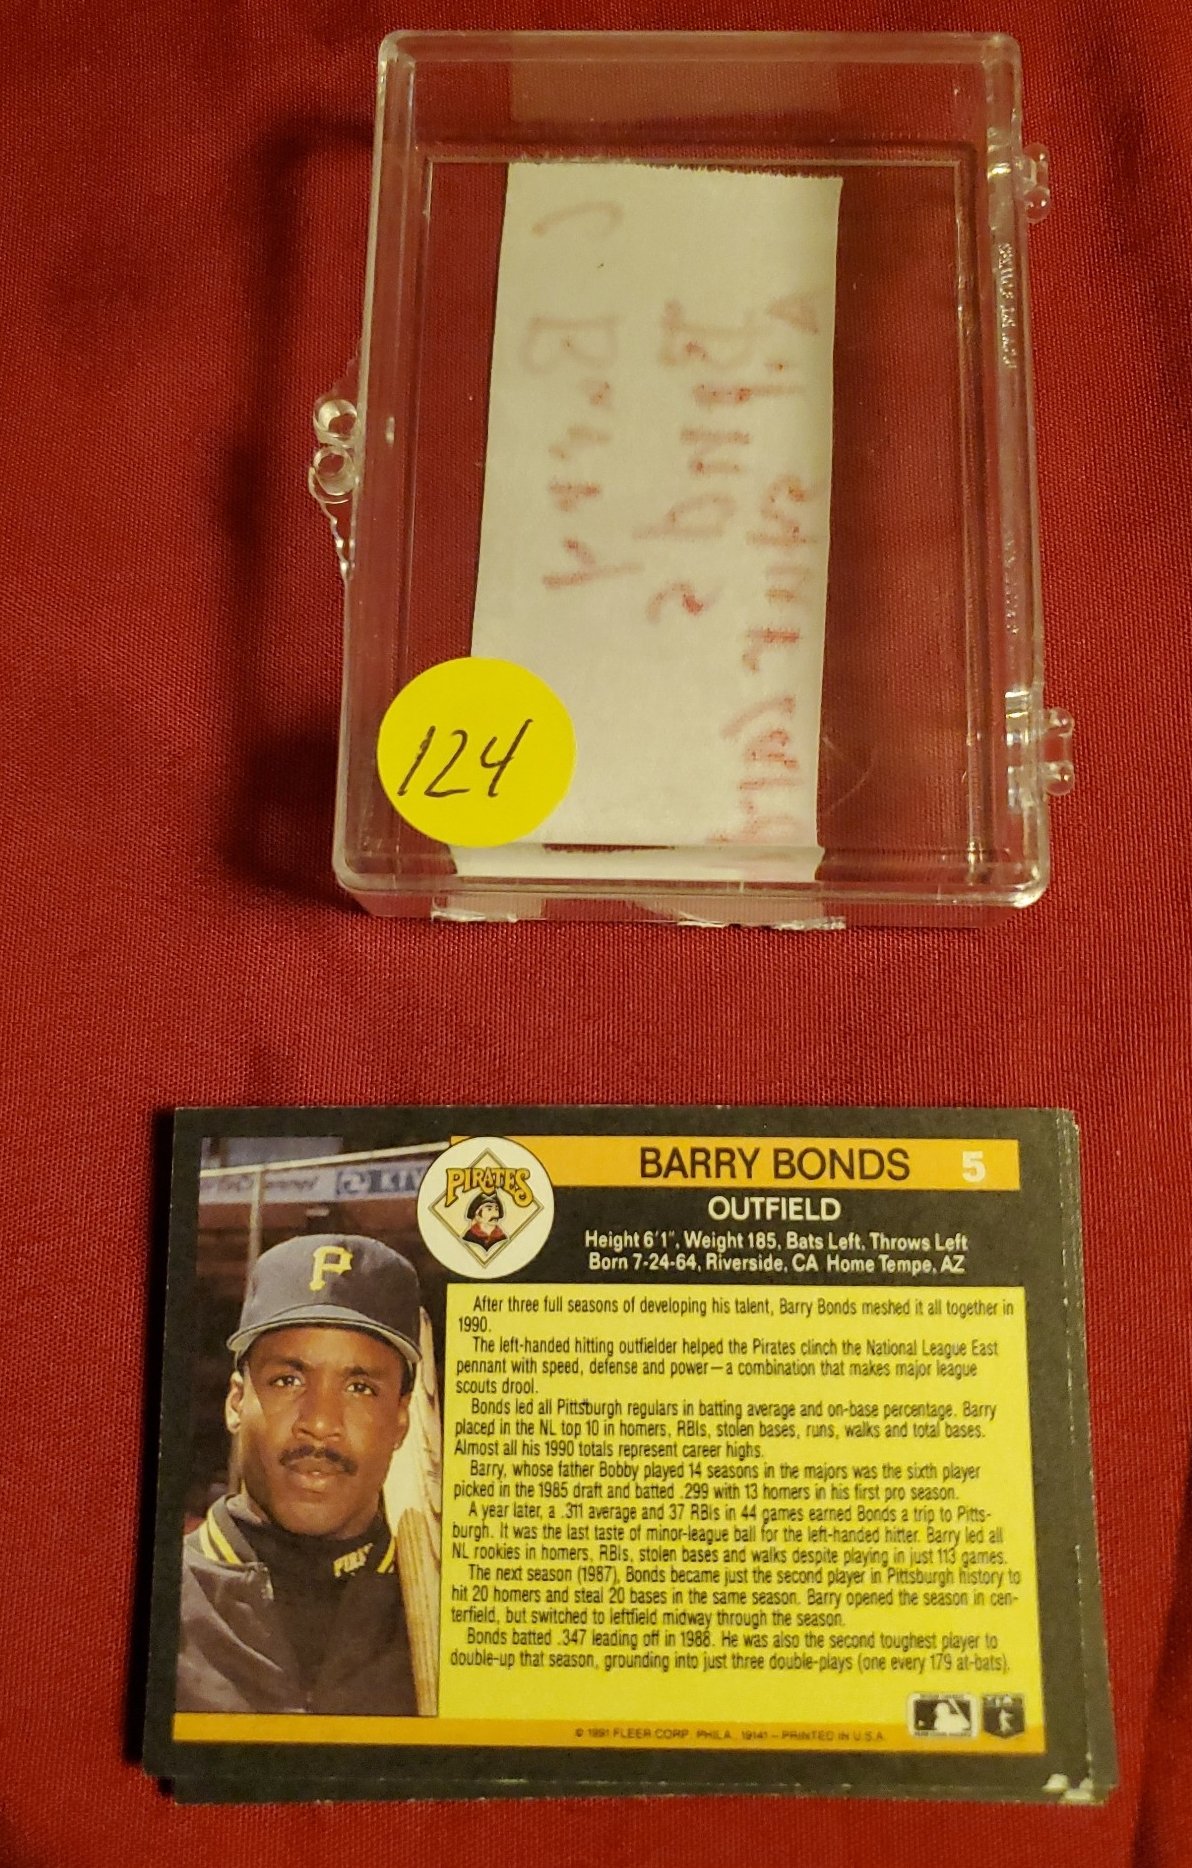 Barry
Bonds
124
PIRATES
BARRY BONDS 5
OUTFIELD
Height 6'1", Weight 185, Bats Left, Throws Left
Born 7-24-64, Riverside, CA Home Tempe, AZ
P
After three full seasons of developing his talent, Barry Bonds meshed it all together in
1990.
The left-handed hitting outfielder helped the Pirates clinch the National League East
pennant with speed, defense and power—a combination that makes major league
scouts drool.
Bonds led all Pittsburgh regulars in batting average and on-base percentage. Barry
placed in the NL top 10 in homers, RBIs, stolen bases, runs, walks and total bases.
Almost all his 1990 totals represent career highs.
Barry, whose father Bobby played 14 seasons in the majors was the sixth player
picked in the 1985 draft and batted .299 with 13 homers in his first pro season.
A year later, a .311 average and 37 RBIs in 44 games earned Bonds a trip to Pitts-
burgh. It was the last taste of minor-league ball for the left-handed hitter. Barry led all
NL rookies in homers, RBIs, stolen bases and walks despite playing in just 113 games.
The next season (1987), Bonds became just the second player in Pittsburgh history to
hit 20 homers and steal 20 bases in the same season. Barry opened the season in cen-
terfield, but switched to leftfield midway through the season.
Bonds batted .347 leading off in 1988. He was also the second toughest player to
double-up that season, grounding into just three double-plays (one every 179 at-bats).
© 1991 FLEER CORP. PHILA. 19141 – PRINTED IN U.S.A.